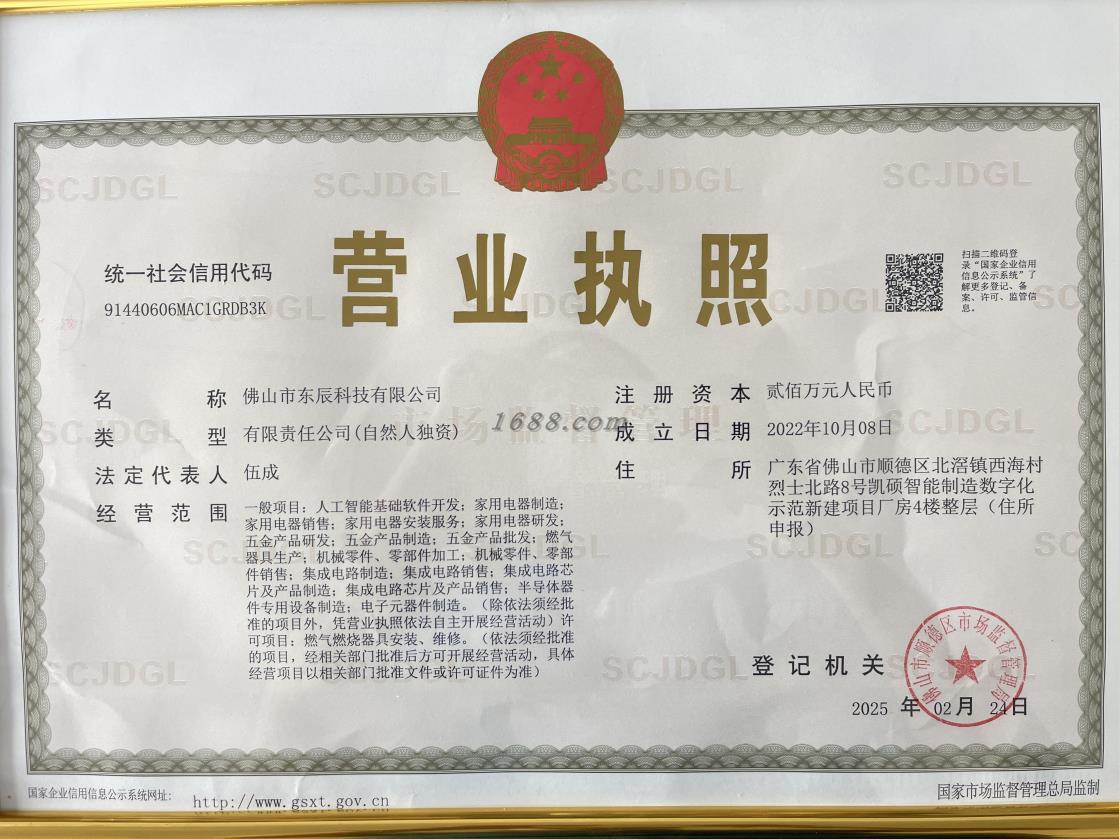 营业执照
统一社会信用代码
91440606MAC1GRDB3K
扫描二维码登
录“国家企业信用
信息公示系统”了
解更多登记、备
案、许可、监管信
息。
名称 佛山市东辰科技有限公司
类型 有限责任公司(自然人独资)
法定代表人 伍成
经营范围 一般项目：人工智能基础软件开发；家用电器制造；
家用电器销售；家用电器安装服务；家用电器研发；
五金产品研发；五金产品制造；五金产品批发；燃气
器具生产；机械零件、零部件加工；机械零件、零部
件销售；集成电路制造；集成电路销售；集成电路芯
片及产品制造；集成电路芯片及产品销售；半导体器
件专用设备制造；电子元器件制造。（除依法须经批
准的项目外，凭营业执照依法自主开展经营活动）许
可项目：燃气燃烧器具安装、维修。（依法须经批准
的项目，经相关部门批准后方可开展经营活动，具体
经营项目以相关部门批准文件或许可证件为准）
注册资本 贰佰万元人民币
成立日期 2022年10月08日
住所 广东省佛山市顺德区北滘镇西海村
烈士北路8号凯硕智能制造数字化
示范新建项目厂房4楼整层（住所
申报）
1688.com
市场监督管理
SCJDGL
SCJDGL
SCJDGL
SCJDGL
登记机关
佛山市顺德区市场监督管理局
2025年02月24日
国家企业信用信息公示系统网址：
http://www.gsxt.gov.cn
国家市场监督管理总局监制